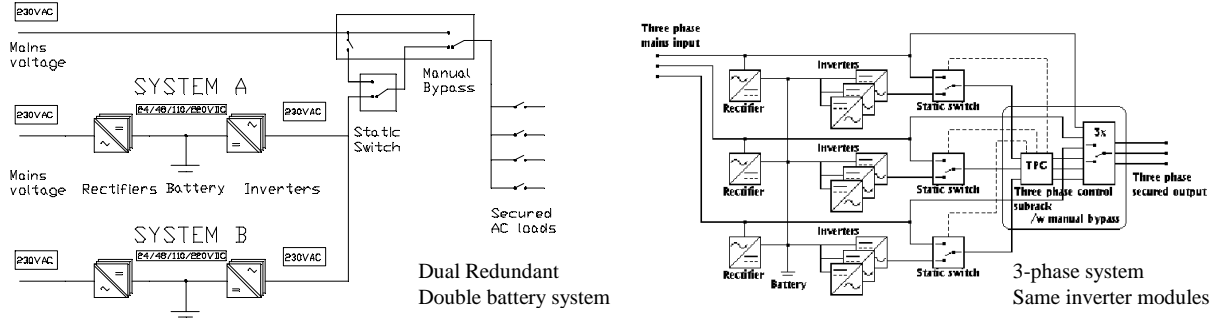 230VAC
Mains
voltage
SYSTEM A
24/48/110/220VDC
230VAC
230VAC
Manual
Bypass
Static
Switch
Mains
voltage
Rectifiers
Battery
Inverters
Secured
AC loads
SYSTEM B
24/48/110/220VDC
230VAC
230VAC
Dual Redundant
Double battery system
Three phase
mains input
Inverters
Rectifier
Static switch
Inverters
Rectifier
Static switch
3x
TPC
Three phase control
subrack
/w manual bypass
Three phase
secured output
Inverters
Rectifier
Battery
Static switch
3-phase system
Same inverter modules